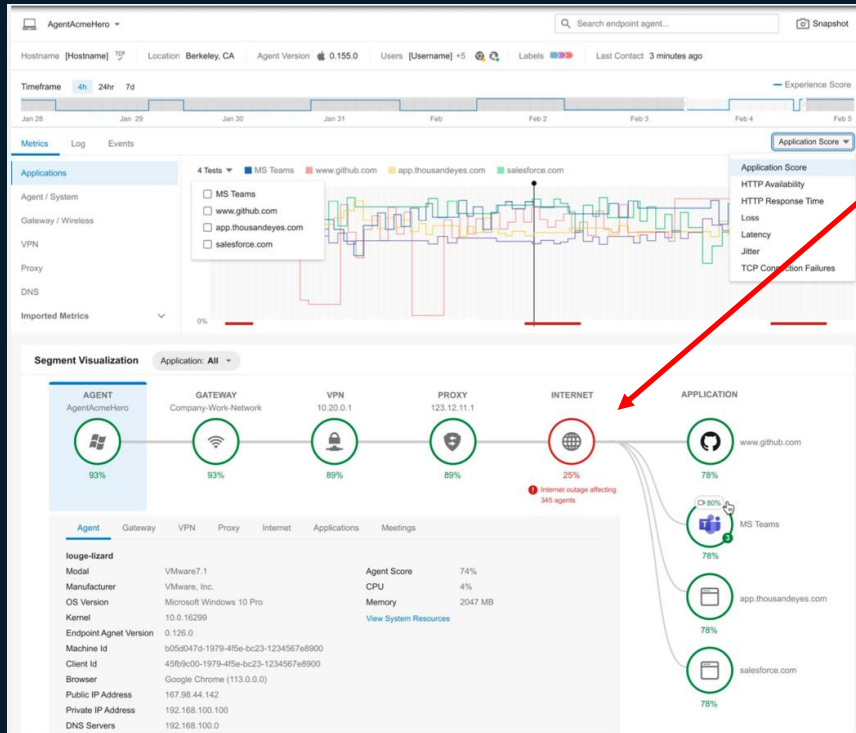 AgentAcmeHero
Search endpoint agent...
Snapshot
Hostname [Hostname] TCP Location Berkeley, CA Agent Version 0.155.0 Users [Username] +5 Labels Last Contact 3 minutes ago
Timeframe 4h 24hr 7d
Experience Score
Jan 28 Jan 29 Jan 30 Jan 31 Feb Feb 2 Feb 3 Feb 4 Feb 5
Metrics Log Events
Application Score
Applications
Agent / System
Gateway / Wireless
VPN
Proxy
DNS
Imported Metrics
4 Tests MS Teams www.github.com app.thousandeyes.com salesforce.com
MS Teams
www.github.com
app.thousandeyes.com
salesforce.com
0%
Application Score
HTTP Availability
HTTP Response Time
Loss
Latency
Jitter
TCP Connection Failures
Segment Visualization Application: All
AGENT
AgentAcmeHero
93%
GATEWAY
Company-Work-Network
93%
VPN
10.20.0.1
89%
PROXY
123.12.11.1
89%
INTERNET
25%
Internet outage affecting
345 agents
APPLICATION
www.github.com
78%
80%
MS Teams
3
78%
app.thousandeyes.com
78%
salesforce.com
78%
Agent Gateway VPN Proxy Internet Applications Meetings
louge-lizard
Modal VMware7.1
Manufacturer VMware, Inc.
OS Version Microsoft Windows 10 Pro
Kernel 10.0.16299
Endpoint Agnet Version 0.126.0
Machine Id b05d047d-1979-4f5e-bc23-1234567e8900
Client Id 45fb9c00-1979-4f5e-bc23-1234567e8900
Browser Google Chrome (113.0.0.0)
Public IP Address 167.98.44.142
Private IP Address 192.168.100.100
DNS Servers 192.168.100.0
Agent Score 74%
CPU 4%
Memory 2047 MB
View System Resources